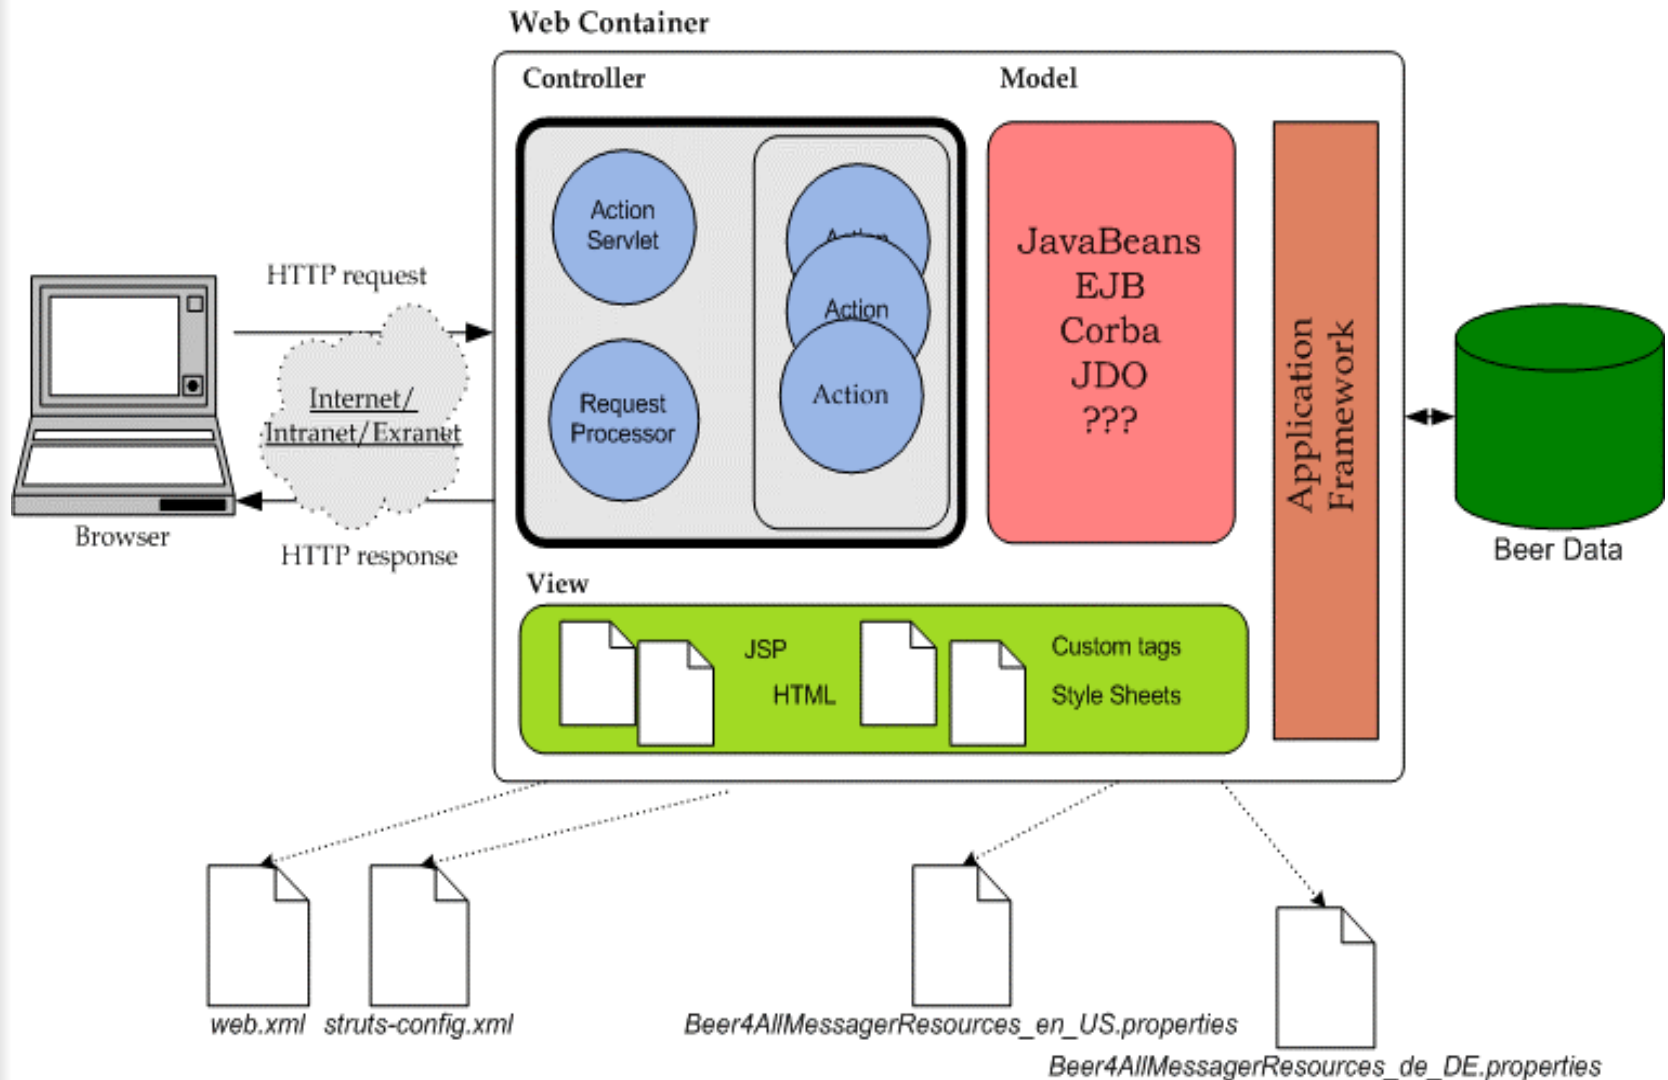 Web Container
Controller
Model
Action
Servlet
Action
Action
Action
Request
Processor
JavaBeans
EJB
Corba
JDO
???
Application
Framework
HTTP request
Internet/
Intranet/Exranet
HTTP response
Browser
Beer Data
View
JSP
HTML
Custom tags
Style Sheets
web.xml
struts-config.xml
Beer4AllMessagerResources_en_US.properties
Beer4AllMessagerResources_de_DE.properties